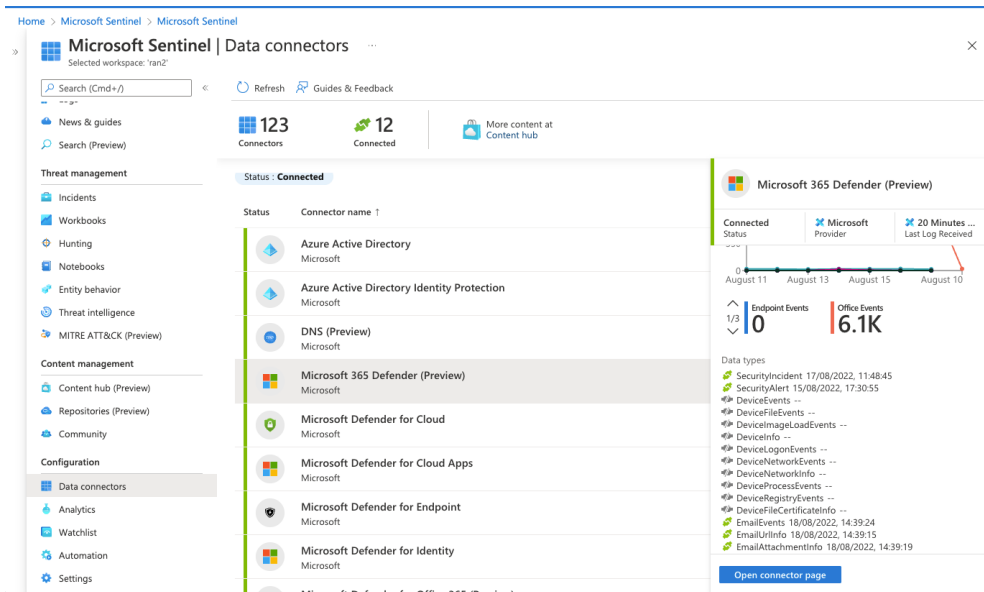 Home > Microsoft Sentinel > Microsoft Sentinel
Microsoft Sentinel | Data connectors ...
Selected workspace: 'ran2'
Search (Cmd+/)
Refresh
Guides & Feedback
News & guides
Search (Preview)
Threat management
Incidents
Workbooks
Hunting
Notebooks
Entity behavior
Threat intelligence
MITRE ATT&CK (Preview)
Content management
Content hub (Preview)
Repositories (Preview)
Community
Configuration
Data connectors
Analytics
Watchlist
Automation
Settings
123
Connectors
12
Connected
More content at
Content hub
Status : Connected
Status
Connector name ↑
Azure Active Directory
Microsoft
Azure Active Directory Identity Protection
Microsoft
DNS (Preview)
Microsoft
Microsoft 365 Defender (Preview)
Microsoft
Microsoft Defender for Cloud
Microsoft
Microsoft Defender for Cloud Apps
Microsoft
Microsoft Defender for Endpoint
Microsoft
Microsoft Defender for Identity
Microsoft
Microsoft 365 Defender (Preview)
Connected
Status
Microsoft
Provider
20 Minutes ...
Last Log Received
0
August 11 August 13 August 15 August 10
1/3
Endpoint Events
0
Office Events
6.1K
Data types
SecurityIncident 17/08/2022, 11:48:45
SecurityAlert 15/08/2022, 17:30:55
DeviceEvents --
DeviceFileEvents --
DeviceImageLoadEvents --
DeviceInfo --
DeviceLogonEvents --
DeviceNetworkEvents --
DeviceNetworkInfo --
DeviceProcessEvents --
DeviceRegistryEvents --
DeviceFileCertificateInfo --
EmailEvents 18/08/2022, 14:39:24
EmailUrlInfo 18/08/2022, 14:39:15
EmailAttachmentInfo 18/08/2022, 14:39:19
Open connector page